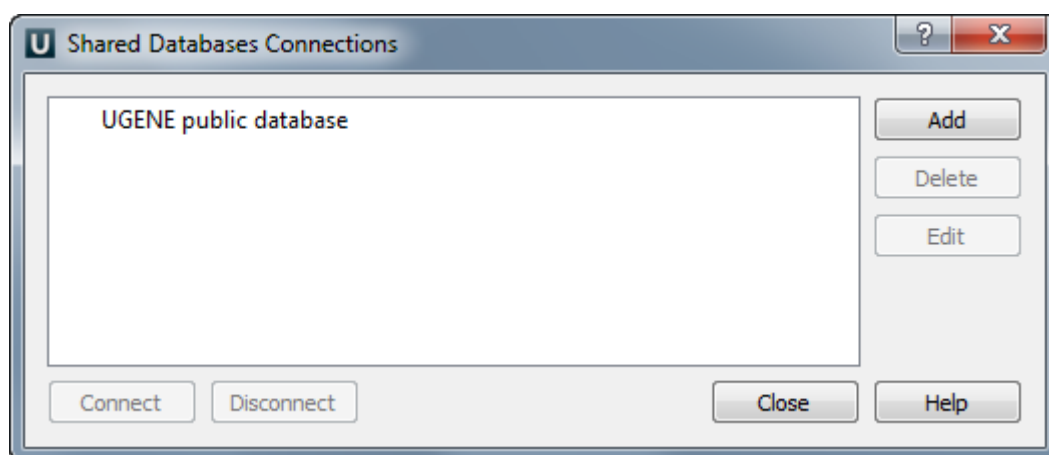 U Shared Databases Connections ? X
UGENE public database
Add
Delete
Edit
Connect Disconnect Close Help